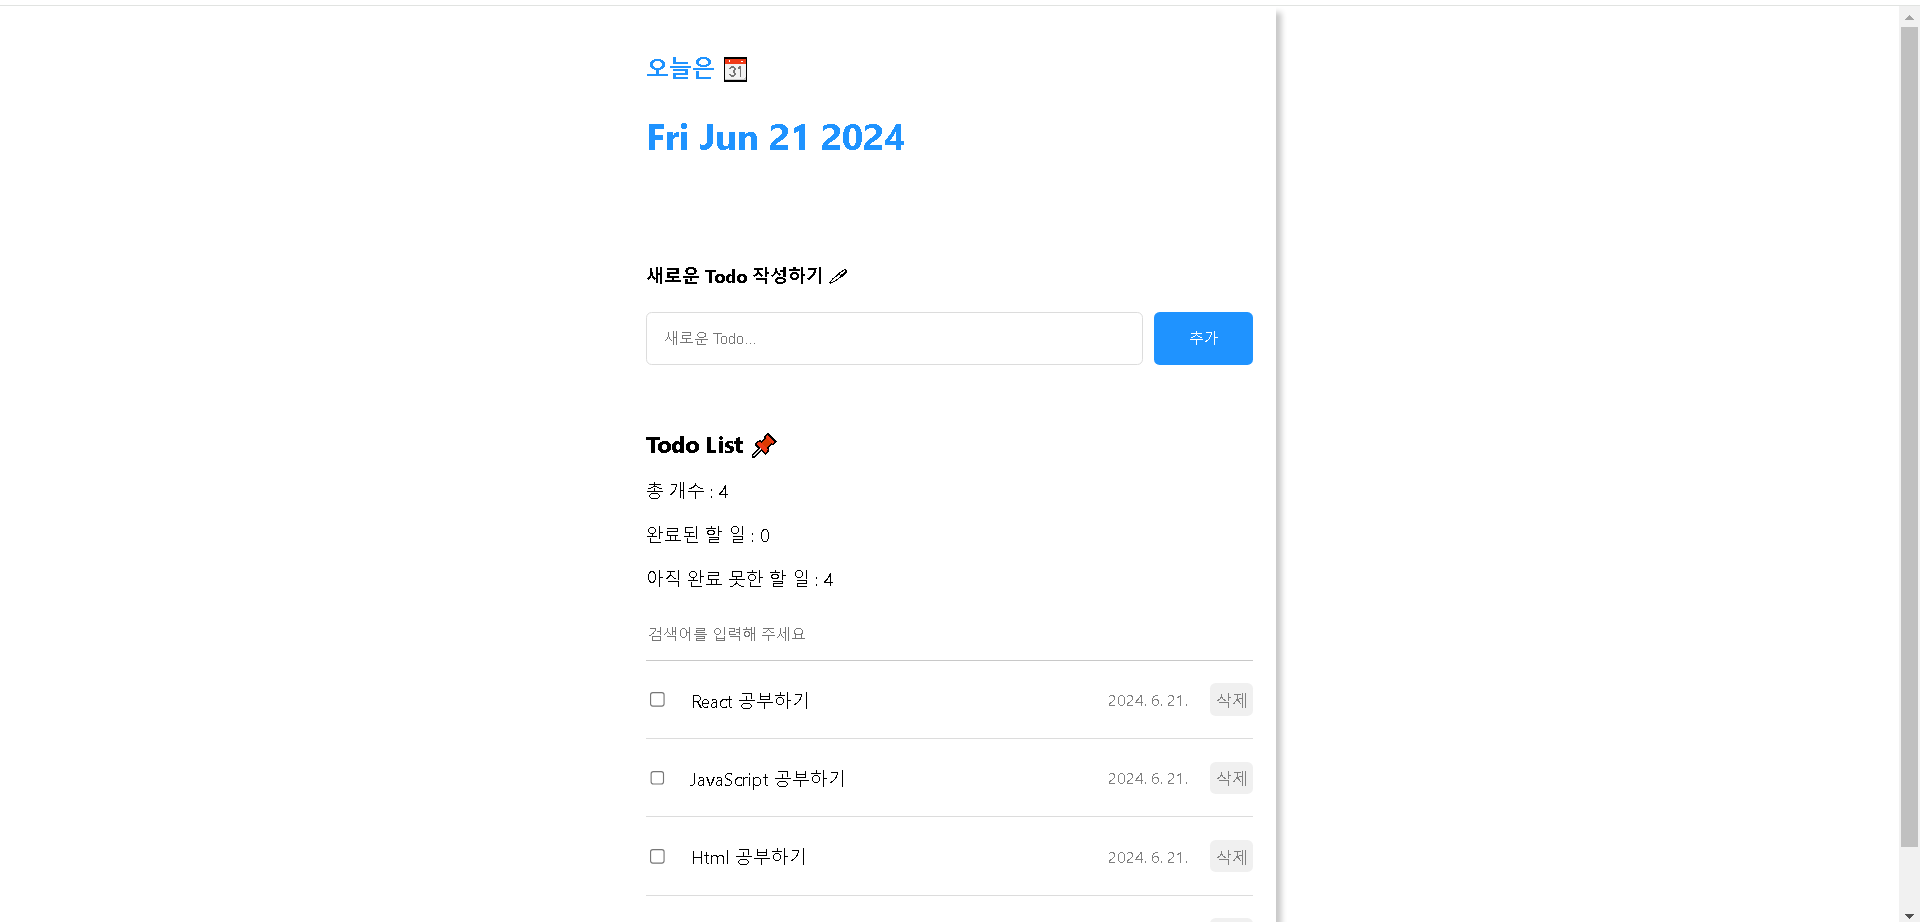 오늘은 📅
Fri Jun 21 2024
새로운 Todo 작성하기 🖊
새로운 Todo...
추가
Todo List 📌
총 개수 : 4
완료된 할 일 : 0
아직 완료 못한 할 일 : 4
검색어를 입력해 주세요
React 공부하기 2024. 6. 21. 삭제
JavaScript 공부하기 2024. 6. 21. 삭제
Html 공부하기 2024. 6. 21. 삭제